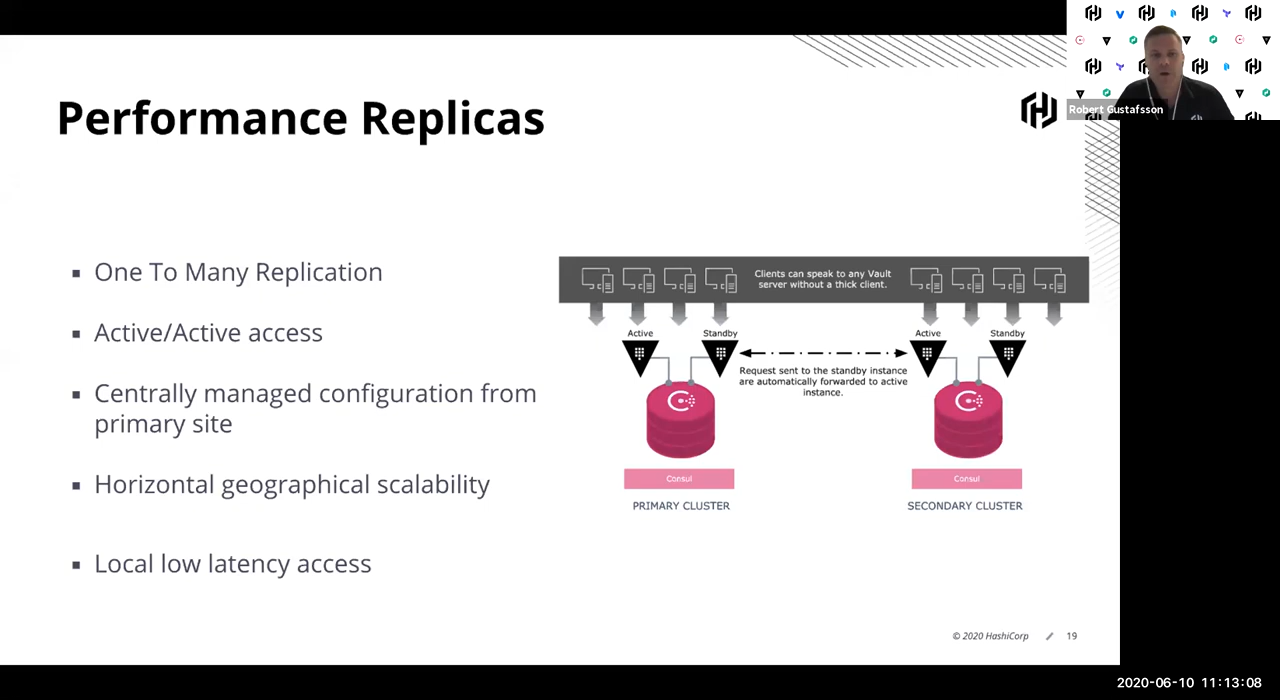 Performance Replicas
Robert Gustafsson
One To Many Replication
Active/Active access
Centrally managed configuration from
primary site
Horizontal geographical scalability
Local low latency access
Clients can speak to any Vault
server without a thick client.
Active
Standby
Active
Standby
Request sent to the standby instance
are automatically forwarded to active
instance.
Consul
Consul
PRIMARY CLUSTER
SECONDARY CLUSTER
© 2020 HashiCorp
19
2020-06-10 11:13:08